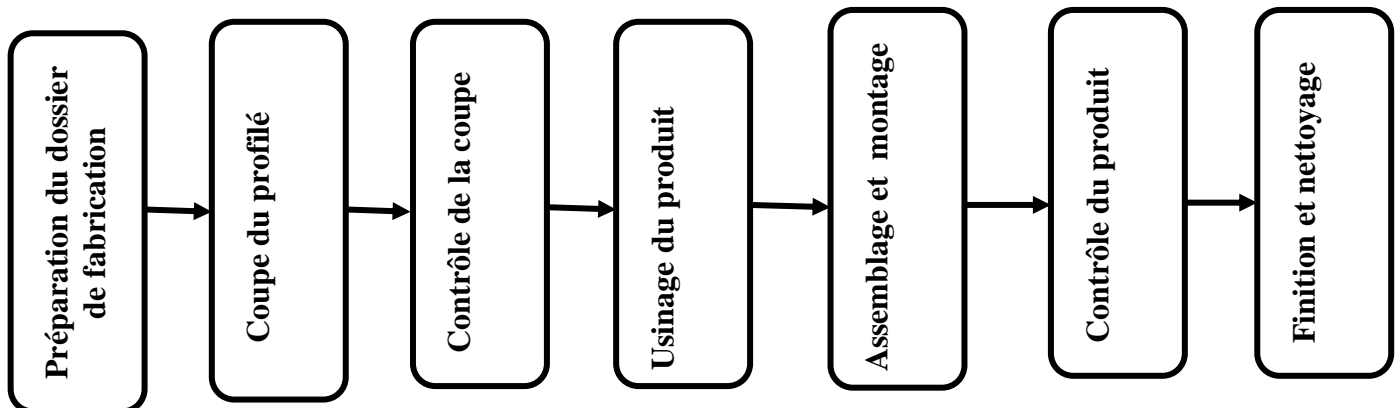 Préparation du dossier
de fabrication
Coupe du profilé
Contrôle de la coupe
Usinage du produit
Assemblage et montage
Contrôle du produit
Finition et nettoyage